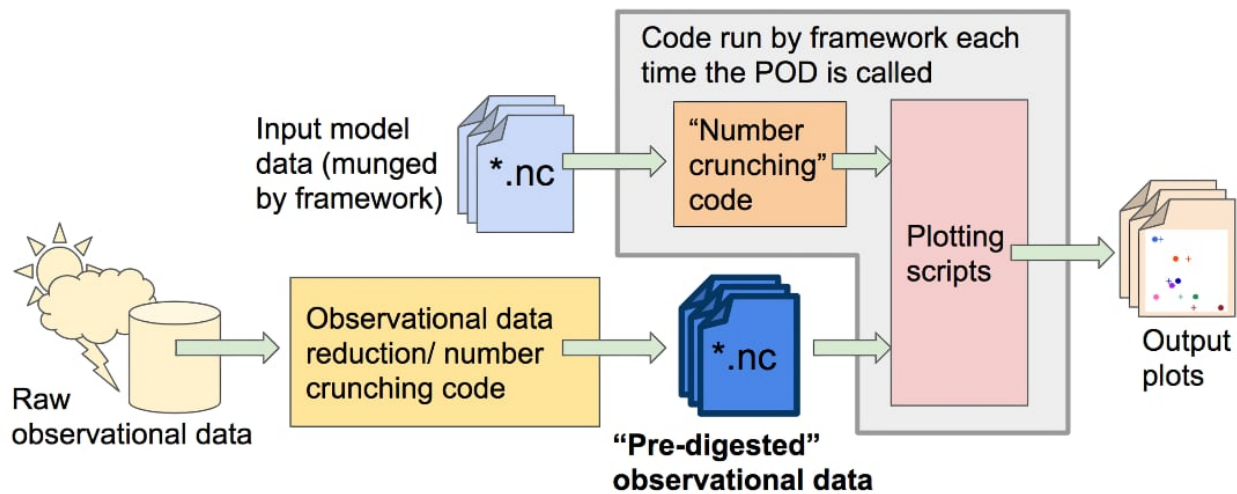 Code run by framework each
time the POD is called
Input model
data (munged
by framework)
*.nc
“Number
crunching”
code
Plotting
scripts
Raw
observational data
Observational data
reduction/ number
crunching code
*.nc
“Pre-digested”
observational data
Output
plots